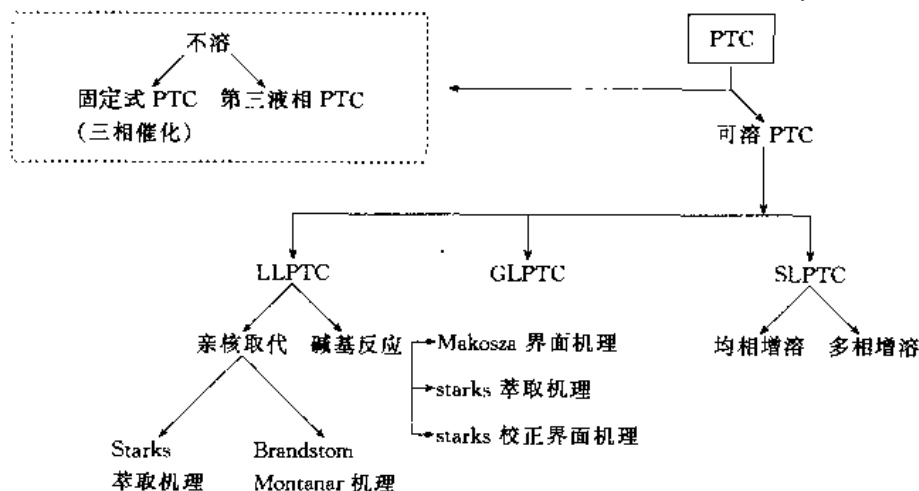 不溶
固定式 PTC
(三相催化)
第三液相 PTC
PTC
可溶 PTC
LLPTC
GLPTC
SLPTC
亲核取代
碱基反应
Makosza 界面机理
starks 萃取机理
starks 校正界面机理
均相增溶
多相增溶
Starks
萃取机理
Brandstom
Montanar 机理